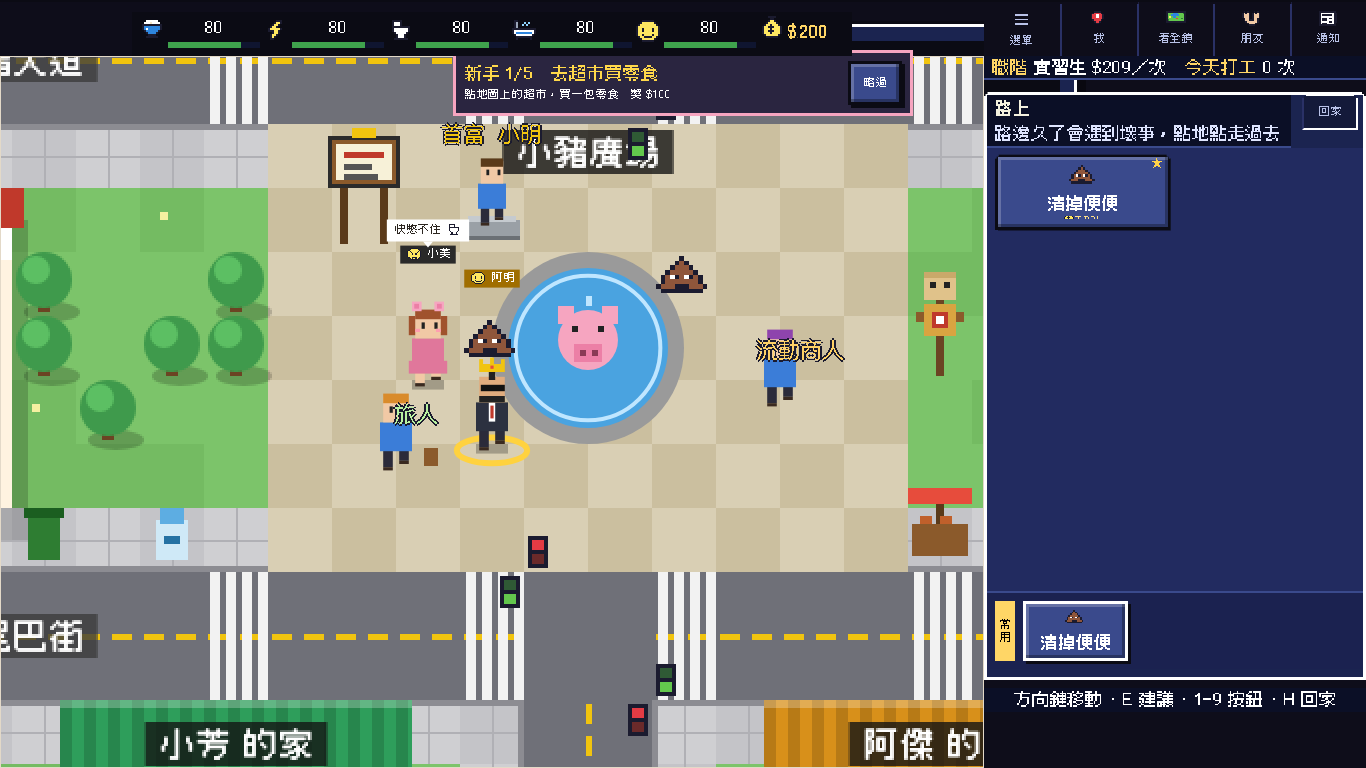 80
80
80
80
80
$200
選單
我
看全鎮
朋友
通知
新手 1/5 去超市買零食
點地圖上的超市，買一包零食 獎 $100
略過
職階 實習生 $209／次 今天打工 0 次
路上
路邊久了會遇到壞事，點地點走過去
回家
清掉便便
首富 小明
小豬廣場
快憋不住
小美
阿明
流動商人
旅人
尾巴街
常用
清掉便便
小芳 的家
阿傑 的
方向鍵移動 · E 建議 · 1-9 按鈕 · H 回家